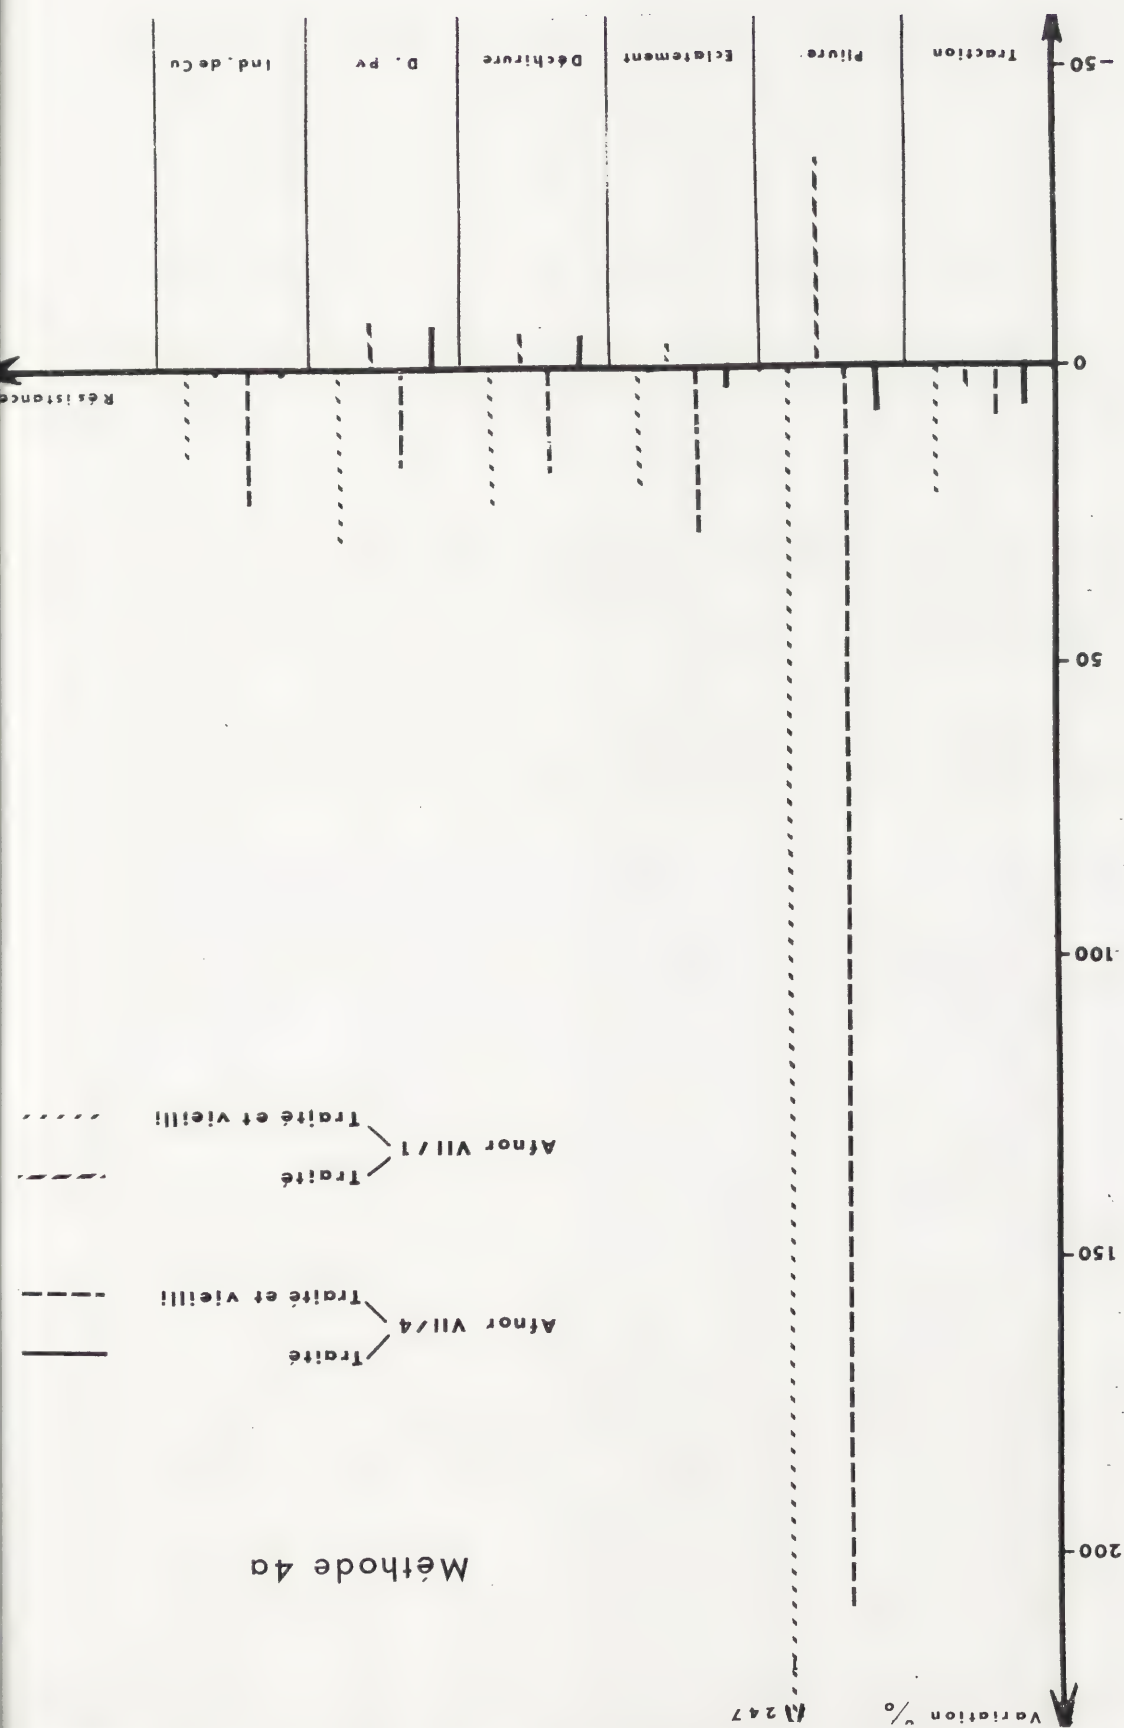 Variation %
247
Méthode 4a
200
Afnor VII/4
Traité
Traité et vieilli
150
Afnor VII/1
Traité
Traité et vieilli
100
50
0
Résistance
-50
Traction
Pliure
Eclatement
Déchirure
D. pv
Ind. de Cu